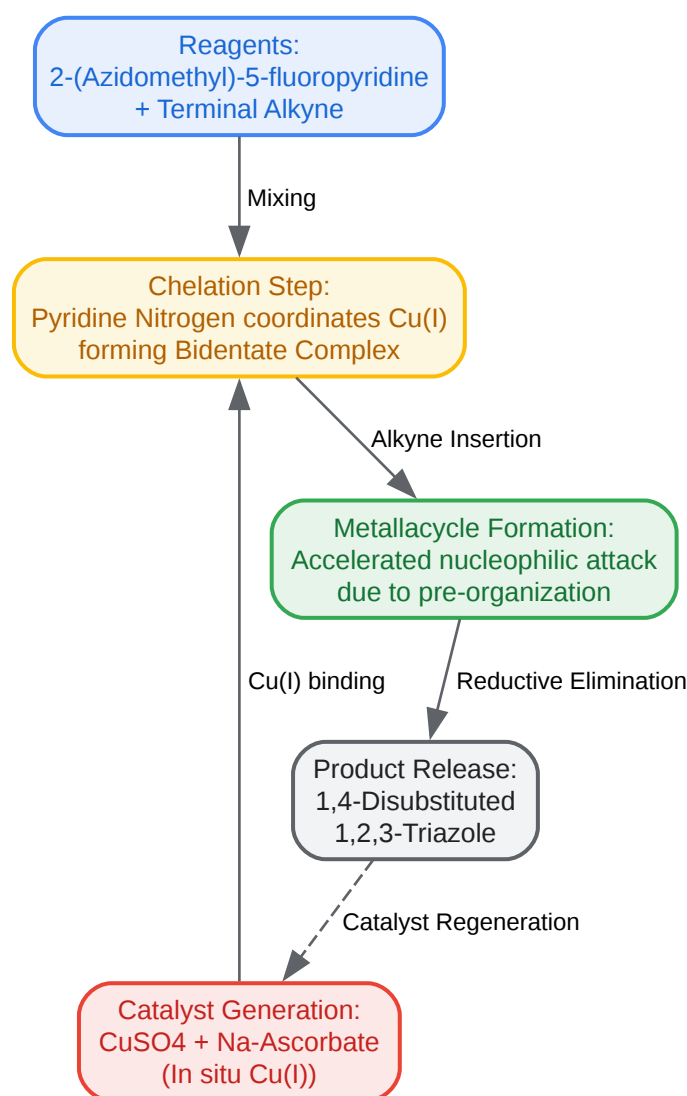 Reagents:
2-(Azidomethyl)-5-fluoropyridine
+ Terminal Alkyne
Mixing
Chelation Step:
Pyridine Nitrogen coordinates Cu(I)
forming Bidentate Complex
Alkyne Insertion
Metallacycle Formation:
Accelerated nucleophilic attack
due to pre-organization
Cu(I) binding
Reductive Elimination
Product Release:
1,4-Disubstituted
1,2,3-Triazole
Catalyst Regeneration
Catalyst Generation:
CuSO4 + Na-Ascorbate
(In situ Cu(I))